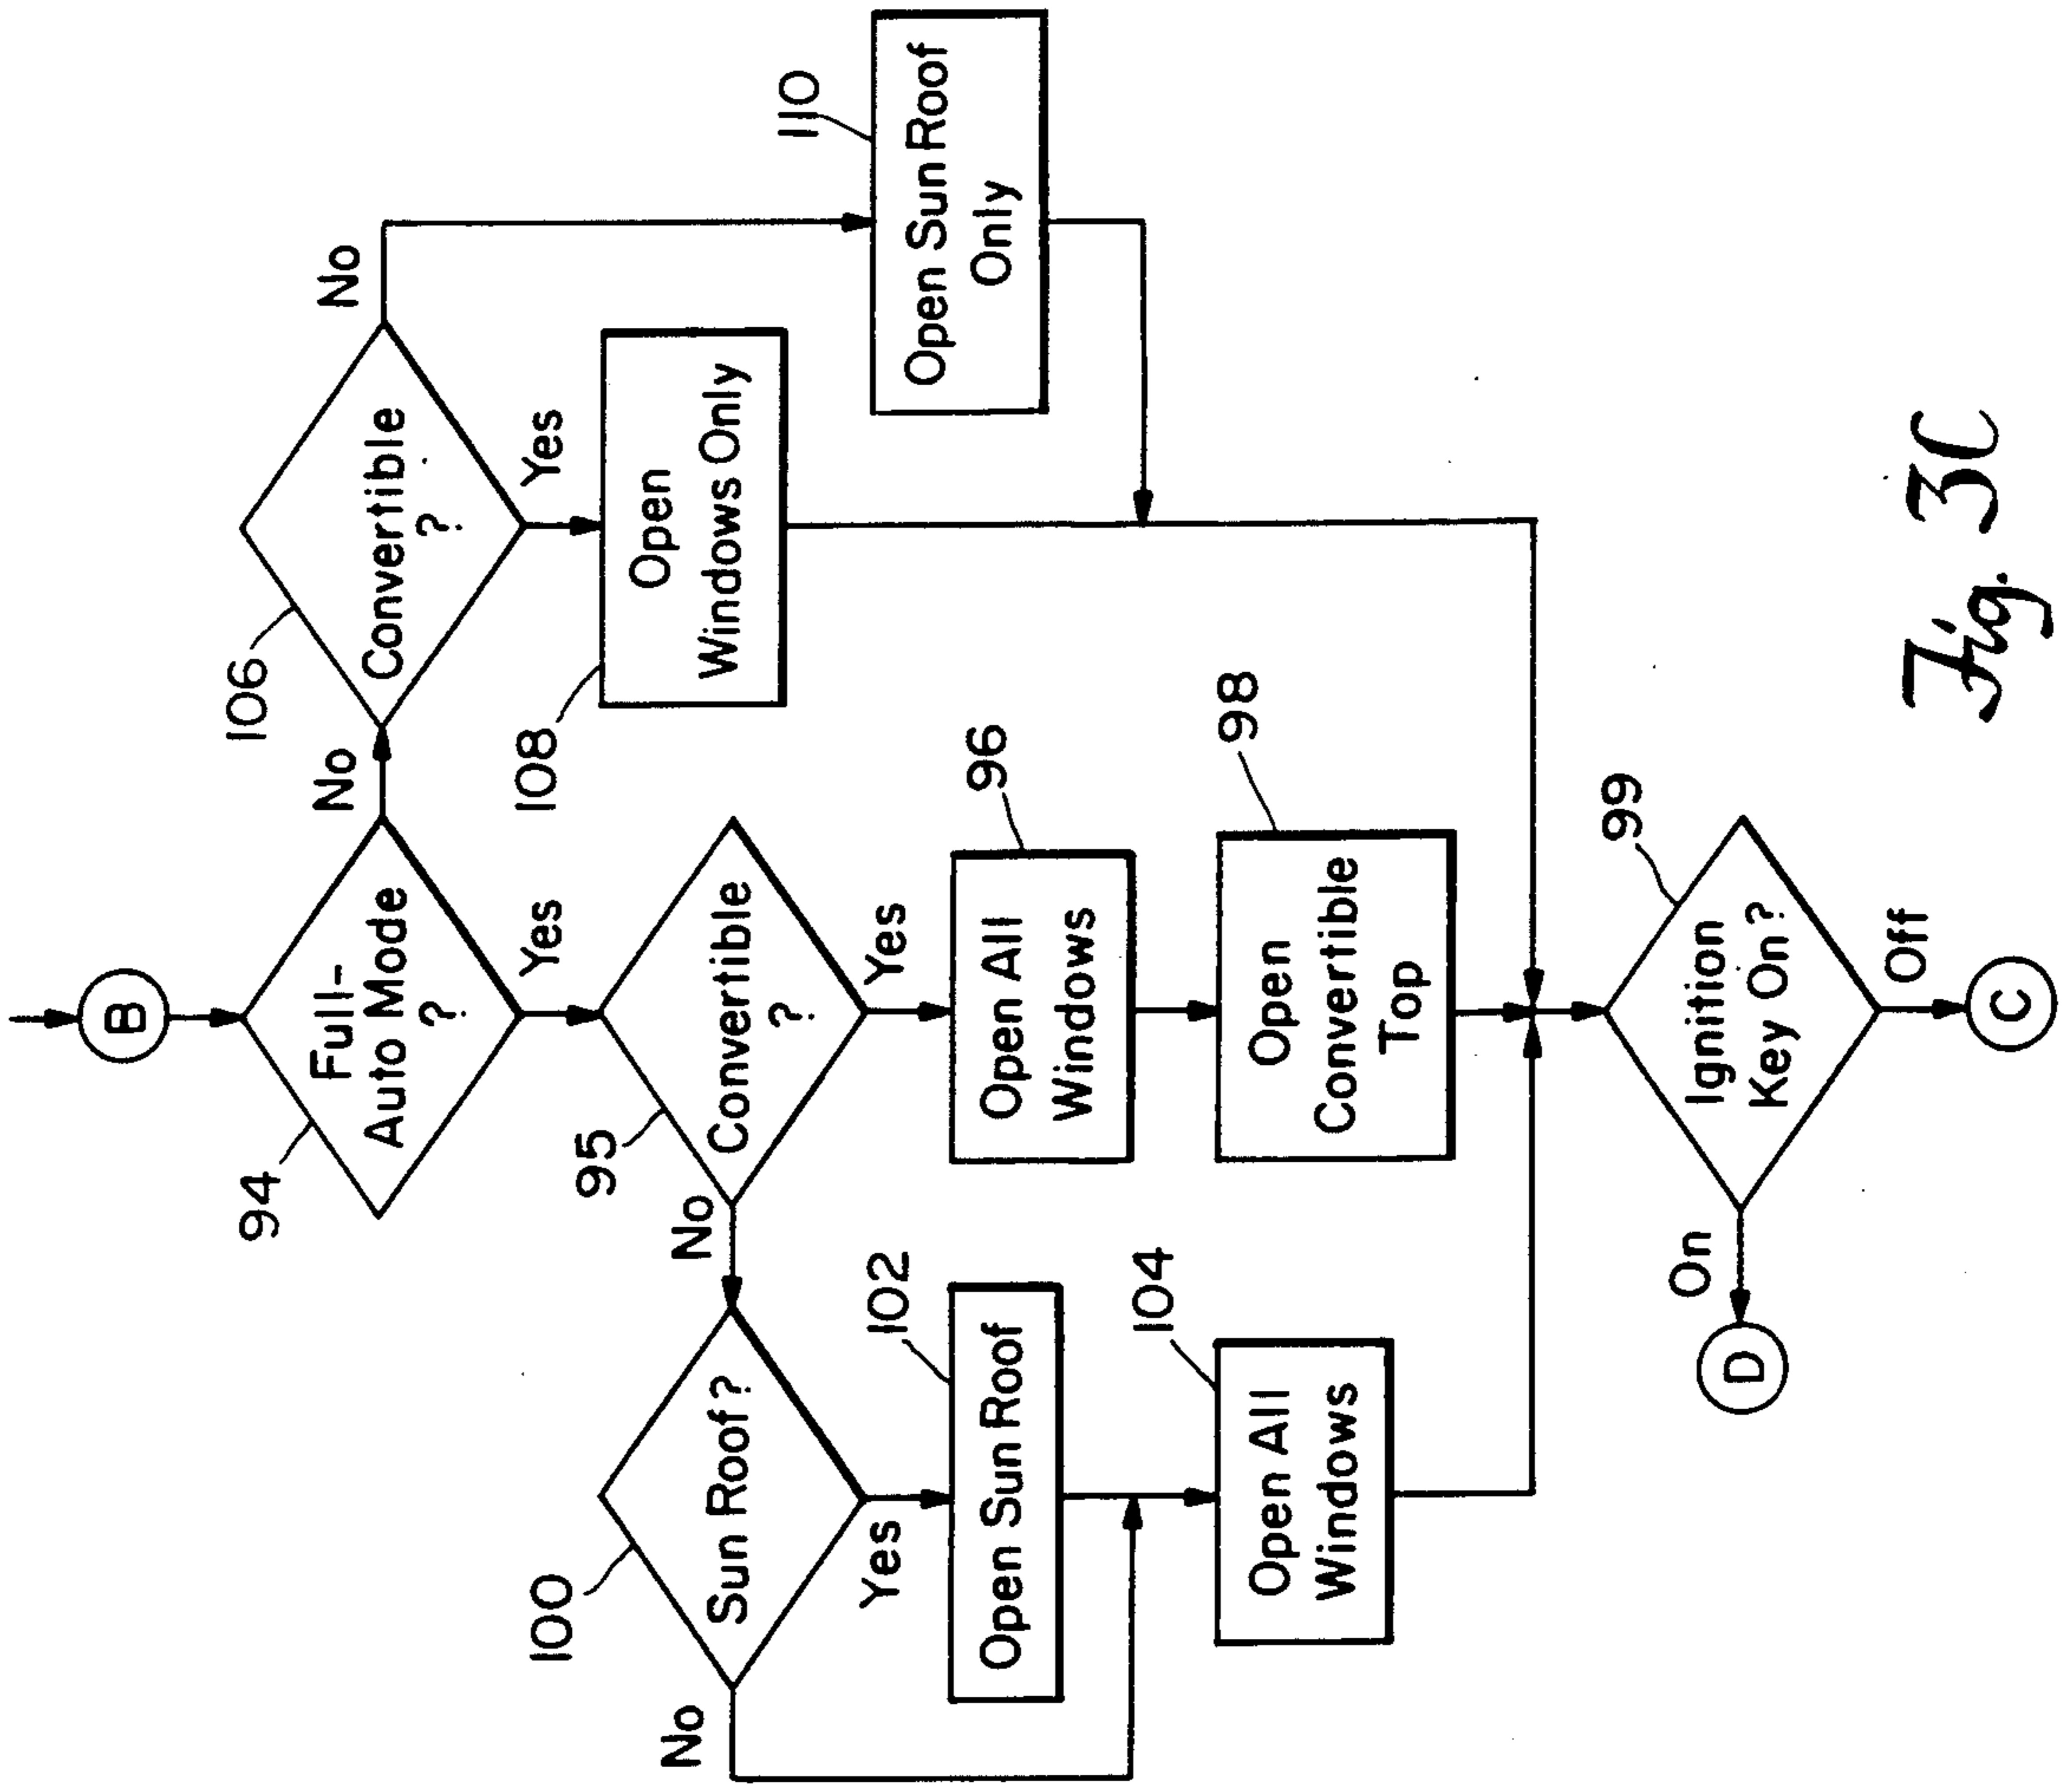 B
94
Full-
Auto Mode
?
No
Yes
106
Convertible
?
No
Yes
108
Open
Windows Only
110
Open Sun Roof
Only
95
Convertible
?
No
Yes
100
Sun Roof?
No
Yes
102
Open Sun Roof
96
Open All
Windows
104
Open All
Windows
98
Open
Convertible
Top
99
Ignition
Key On?
On
Off
D
C
Fig. 3C